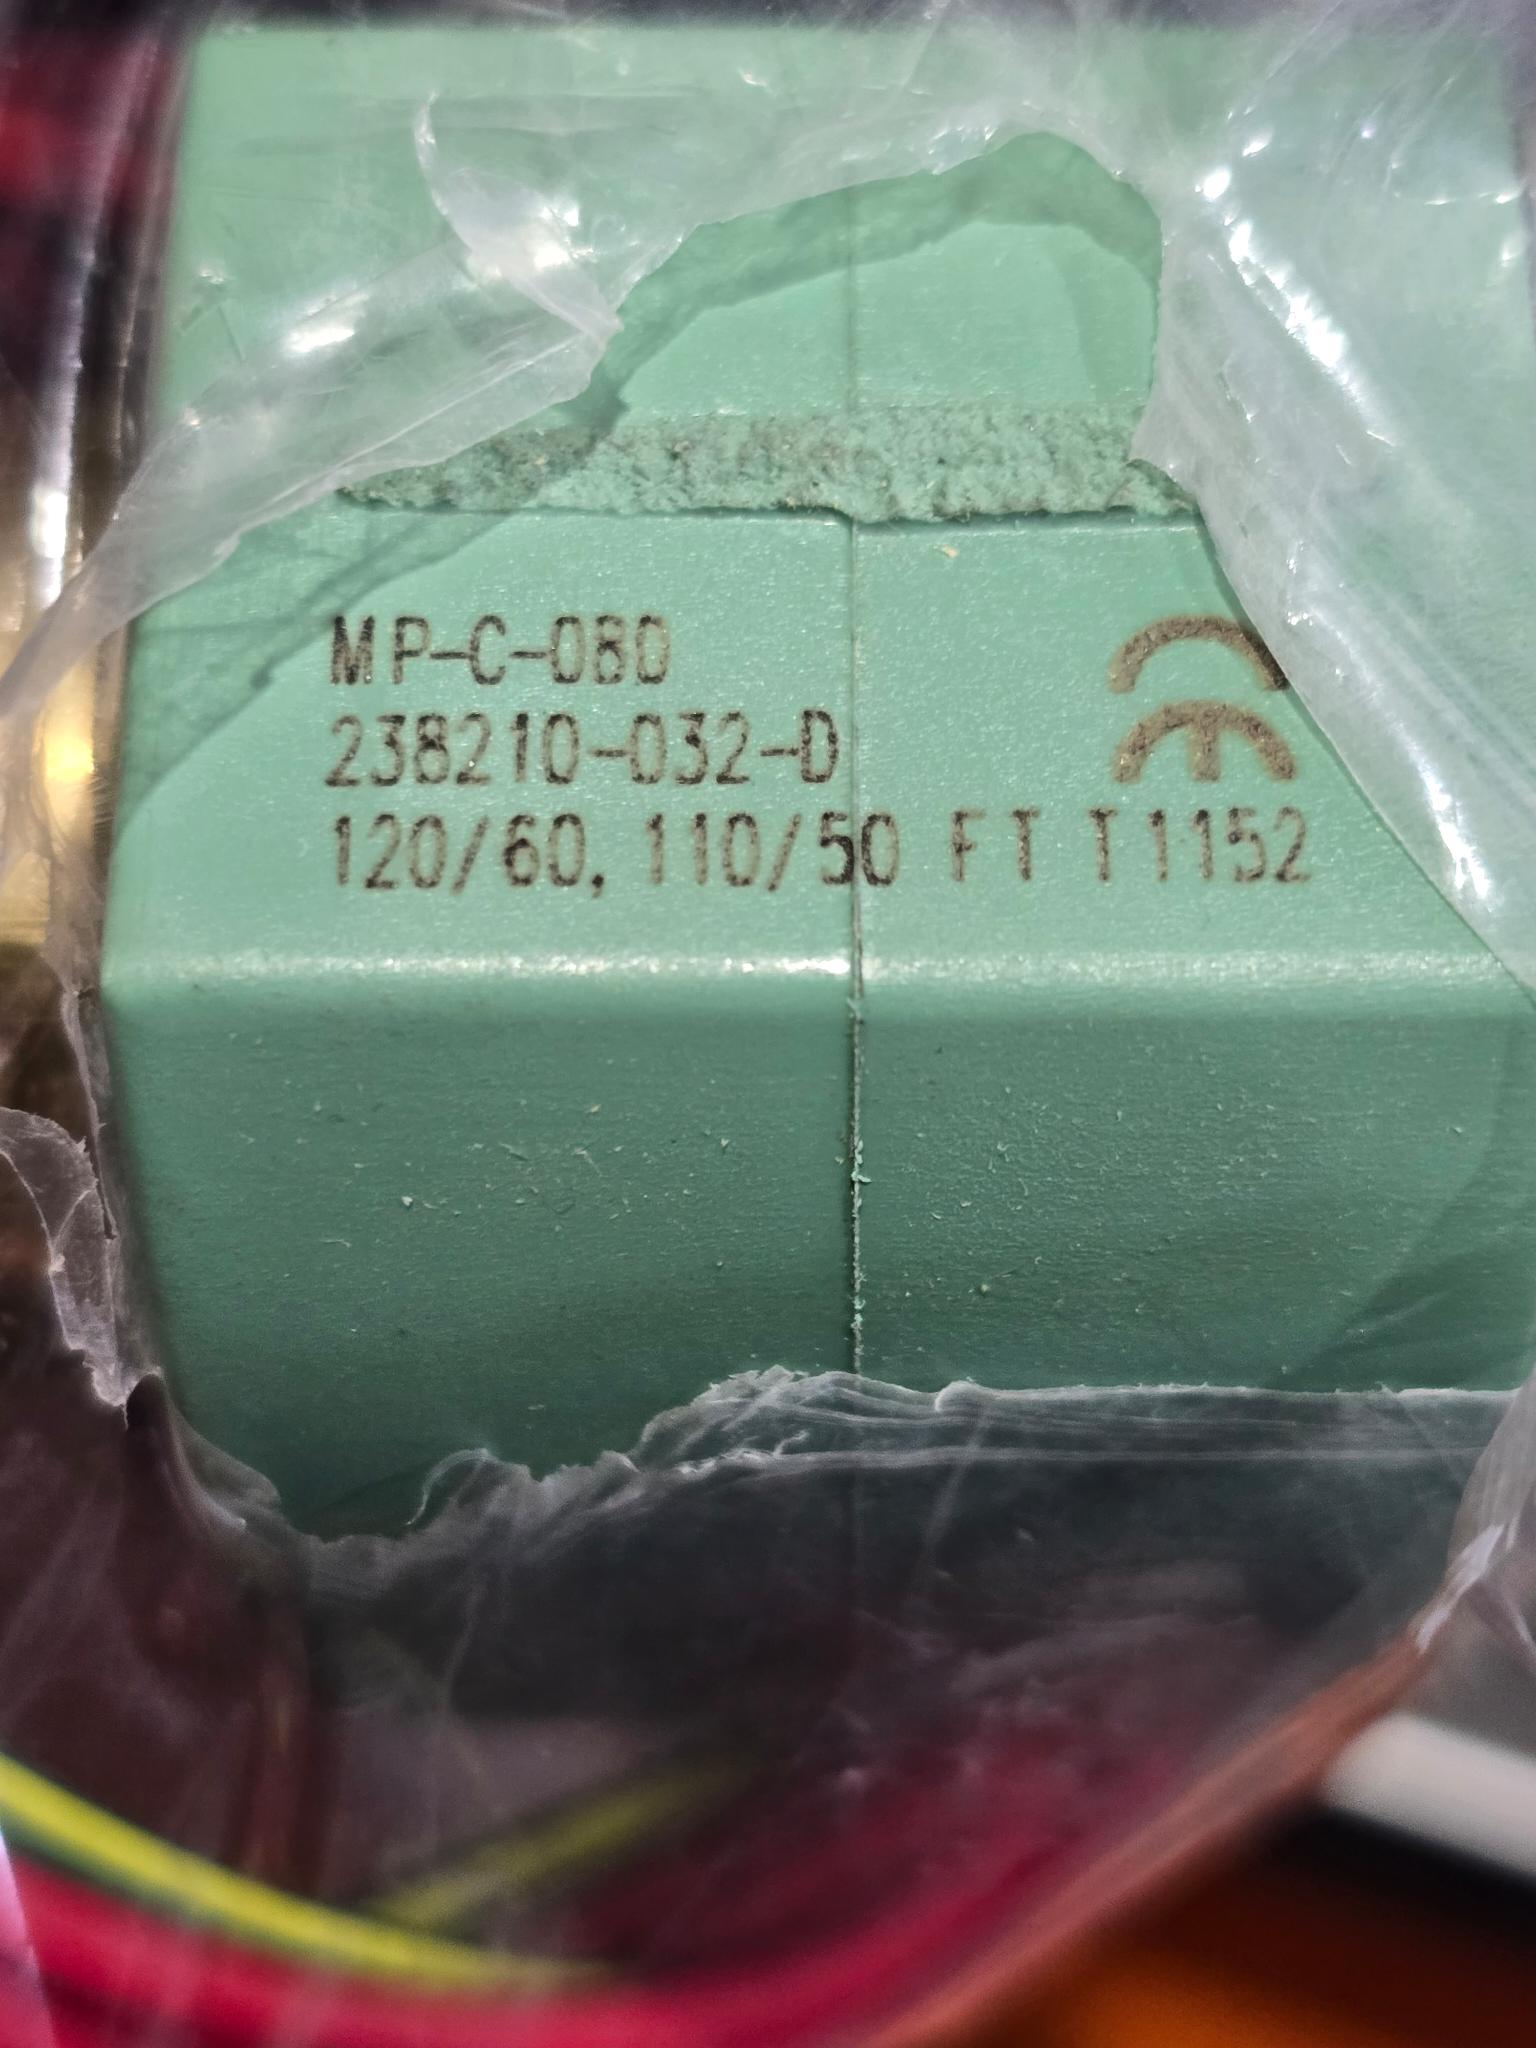 MP-C-080
238210-032-D
120/60, 110/50 FT T1152